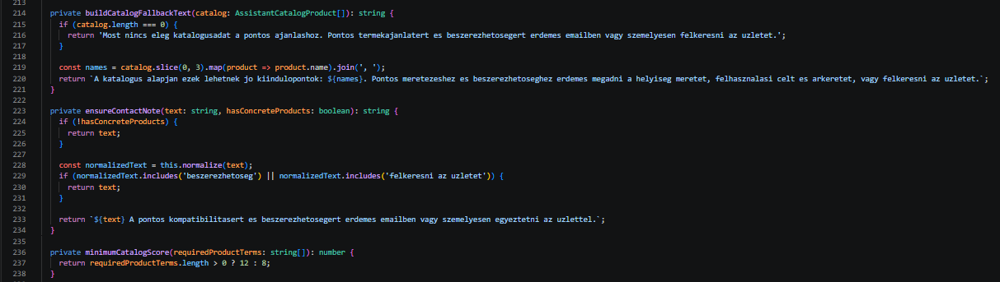 213
214 private buildCatalogFallbackText(catalog: AssistantCatalogProduct[]): string {
215 if (catalog.length === 0) {
216 return 'Most nincs eleg katalogusadat a pontos ajanlashoz. Pontos termekajanlatert es beszerezhetosegert erdemes emailben vagy szemelyesen felkeresni az uzletet.';
217 }
218
219 const names = catalog.slice(0, 3).map(product => product.name).join(', ');
220 return `A katalogus alapjan ezek lehetnek jo kiindulopontok: ${names}. Pontos meretezeshez es beszerezhetoseghez erdemes megadni a helyiseg meretet, felhasznalasi celt es arkeretet, vagy felkeresni az uzletet.`;
221 }
222
223 private ensureContactNote(text: string, hasConcreteProducts: boolean): string {
224 if (!hasConcreteProducts) {
225 return text;
226 }
227
228 const normalizedText = this.normalize(text);
229 if (normalizedText.includes('beszerezhetoseg') || normalizedText.includes('felkeresni az uzletet')) {
230 return text;
231 }
232
233 return `${text} A pontos kompatibilitasert es beszerezhetosegert erdemes emailben vagy szemelyesen egyeztetni az uzlettel.`;
234 }
235
236 private minimumCatalogScore(requiredProductTerms: string[]): number {
237 return requiredProductTerms.length > 0 ? 12 : 8;
238 }